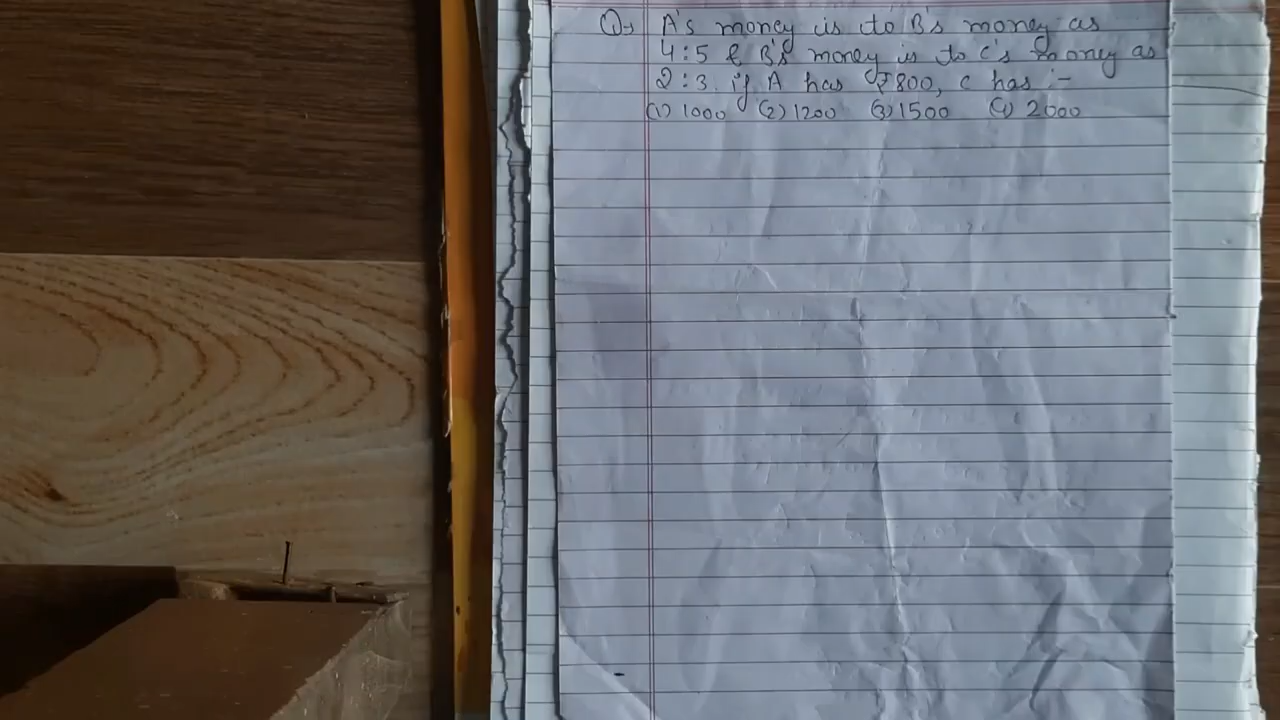 Q→ A's money is to B's money as
4:5 & B's money is to C's money as
2:3. if A has ₹800, c has :-
(1) 1000 (2) 1200 (3) 1500 (4) 2000